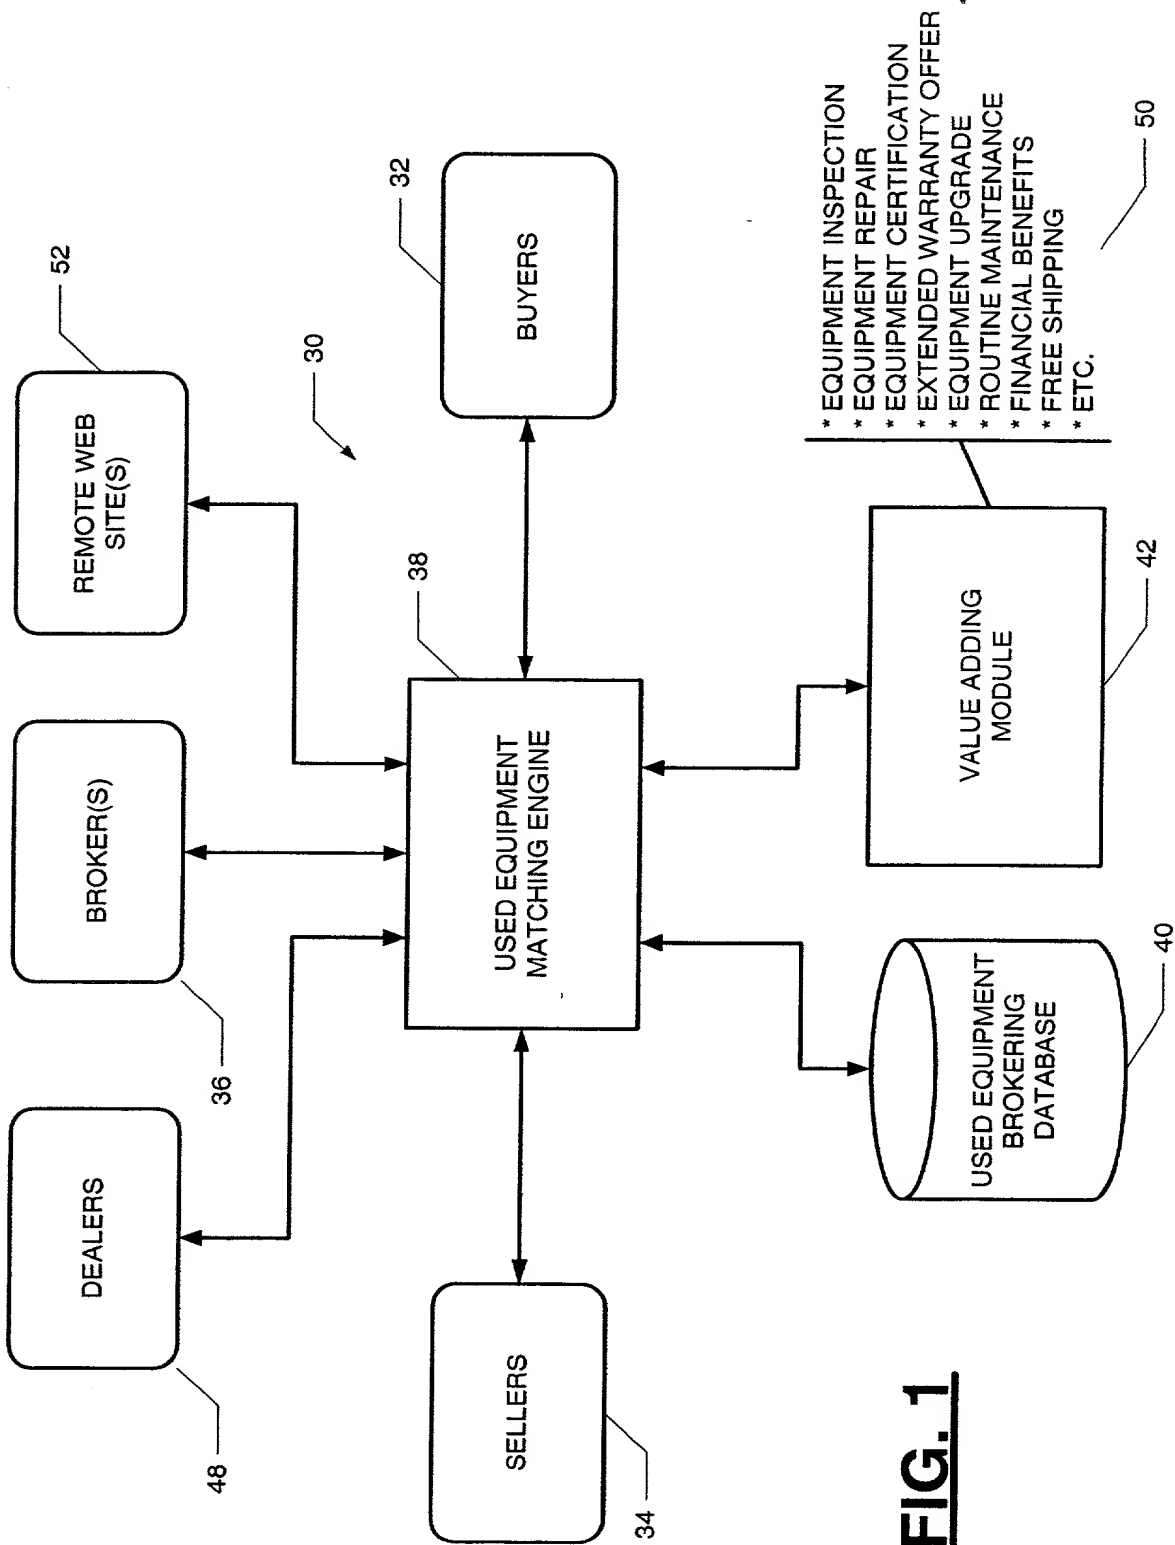 DEALERS
48
BROKER(S)
36
REMOTE WEB
SITE(S)
52
30
SELLERS
34
USED EQUIPMENT
MATCHING ENGINE
38
BUYERS
32
USED EQUIPMENT
BROKERING
DATABASE
40
VALUE ADDING
MODULE
42
* EQUIPMENT INSPECTION
* EQUIPMENT REPAIR
* EQUIPMENT CERTIFICATION
* EXTENDED WARRANTY OFFER
* EQUIPMENT UPGRADE
* ROUTINE MAINTENANCE
* FINANCIAL BENEFITS
* FREE SHIPPING
* ETC.
50
FIG. 1